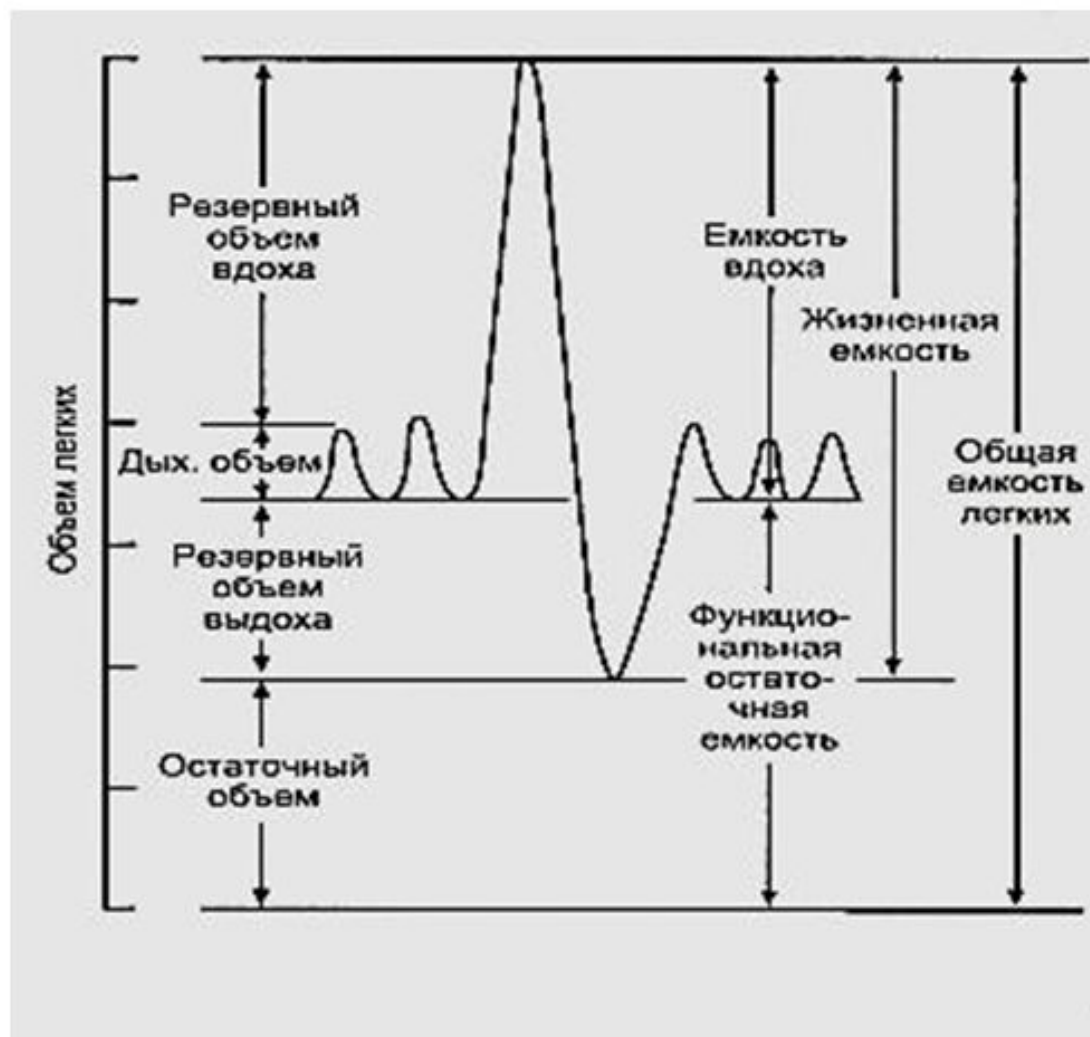 Объем легких
Резервный
объем
вдоха
Дых. объем
Резервный
объем
выдоха
Остаточный
объем
Емкость
вдоха
Функцио-
нальная
остато-
чная
емкость
Жизненная
емкость
Общая
емкость
легких